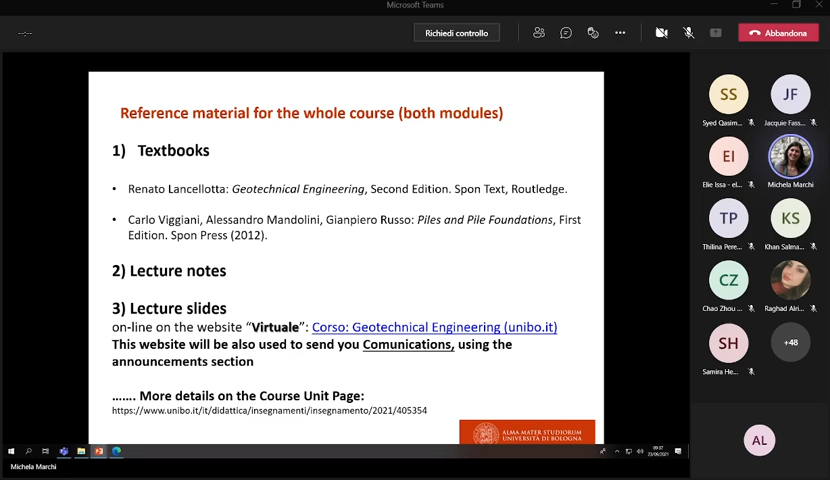 Microsoft Teams
--:--
Richiedi controllo
Abbandona
Reference material for the whole course (both modules)
1) Textbooks
• Renato Lancellotta: Geotechnical Engineering, Second Edition. Spon Text, Routledge.
• Carlo Viggiani, Alessandro Mandolini, Gianpiero Russo: Piles and Pile Foundations, First
Edition. Spon Press (2012).
2) Lecture notes
3) Lecture slides
on-line on the website “Virtuale”: Corso: Geotechnical Engineering (unibo.it)
This website will be also used to send you Comunications, using the
announcements section
....... More details on the Course Unit Page:
https://www.unibo.it/it/didattica/insegnamenti/insegnamento/2021/405354
ALMA MATER STUDIORUM
UNIVERSITÀ DI BOLOGNA
09:37
23/09/2021
Michela Marchi
SS
JF
Syed Qasim...
Jacquie Fass...
EI
Elie Issa - el...
Michela Marchi
TP
KS
Thilina Pere...
Khan Salma...
CZ
Chao Zhou ...
Raghad Alri...
SH
+48
Samira He...
AL